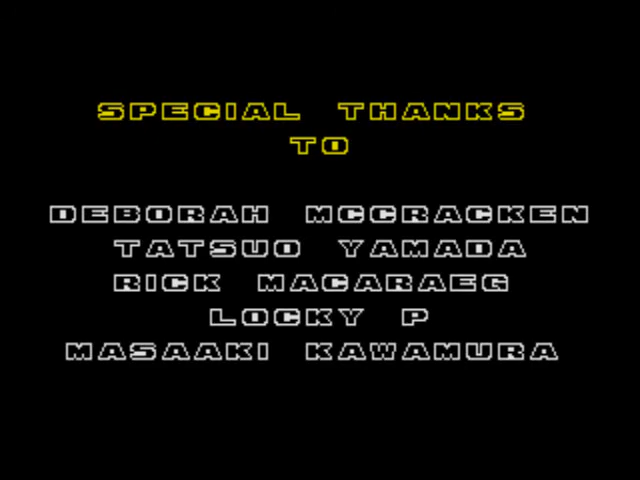 SPECIAL THANKS
TO
DEBORAH MCCRACKEN
TATSUO YAMADA
RICK MACARAEG
LOCKY P
MASAAKI KAWAMURA